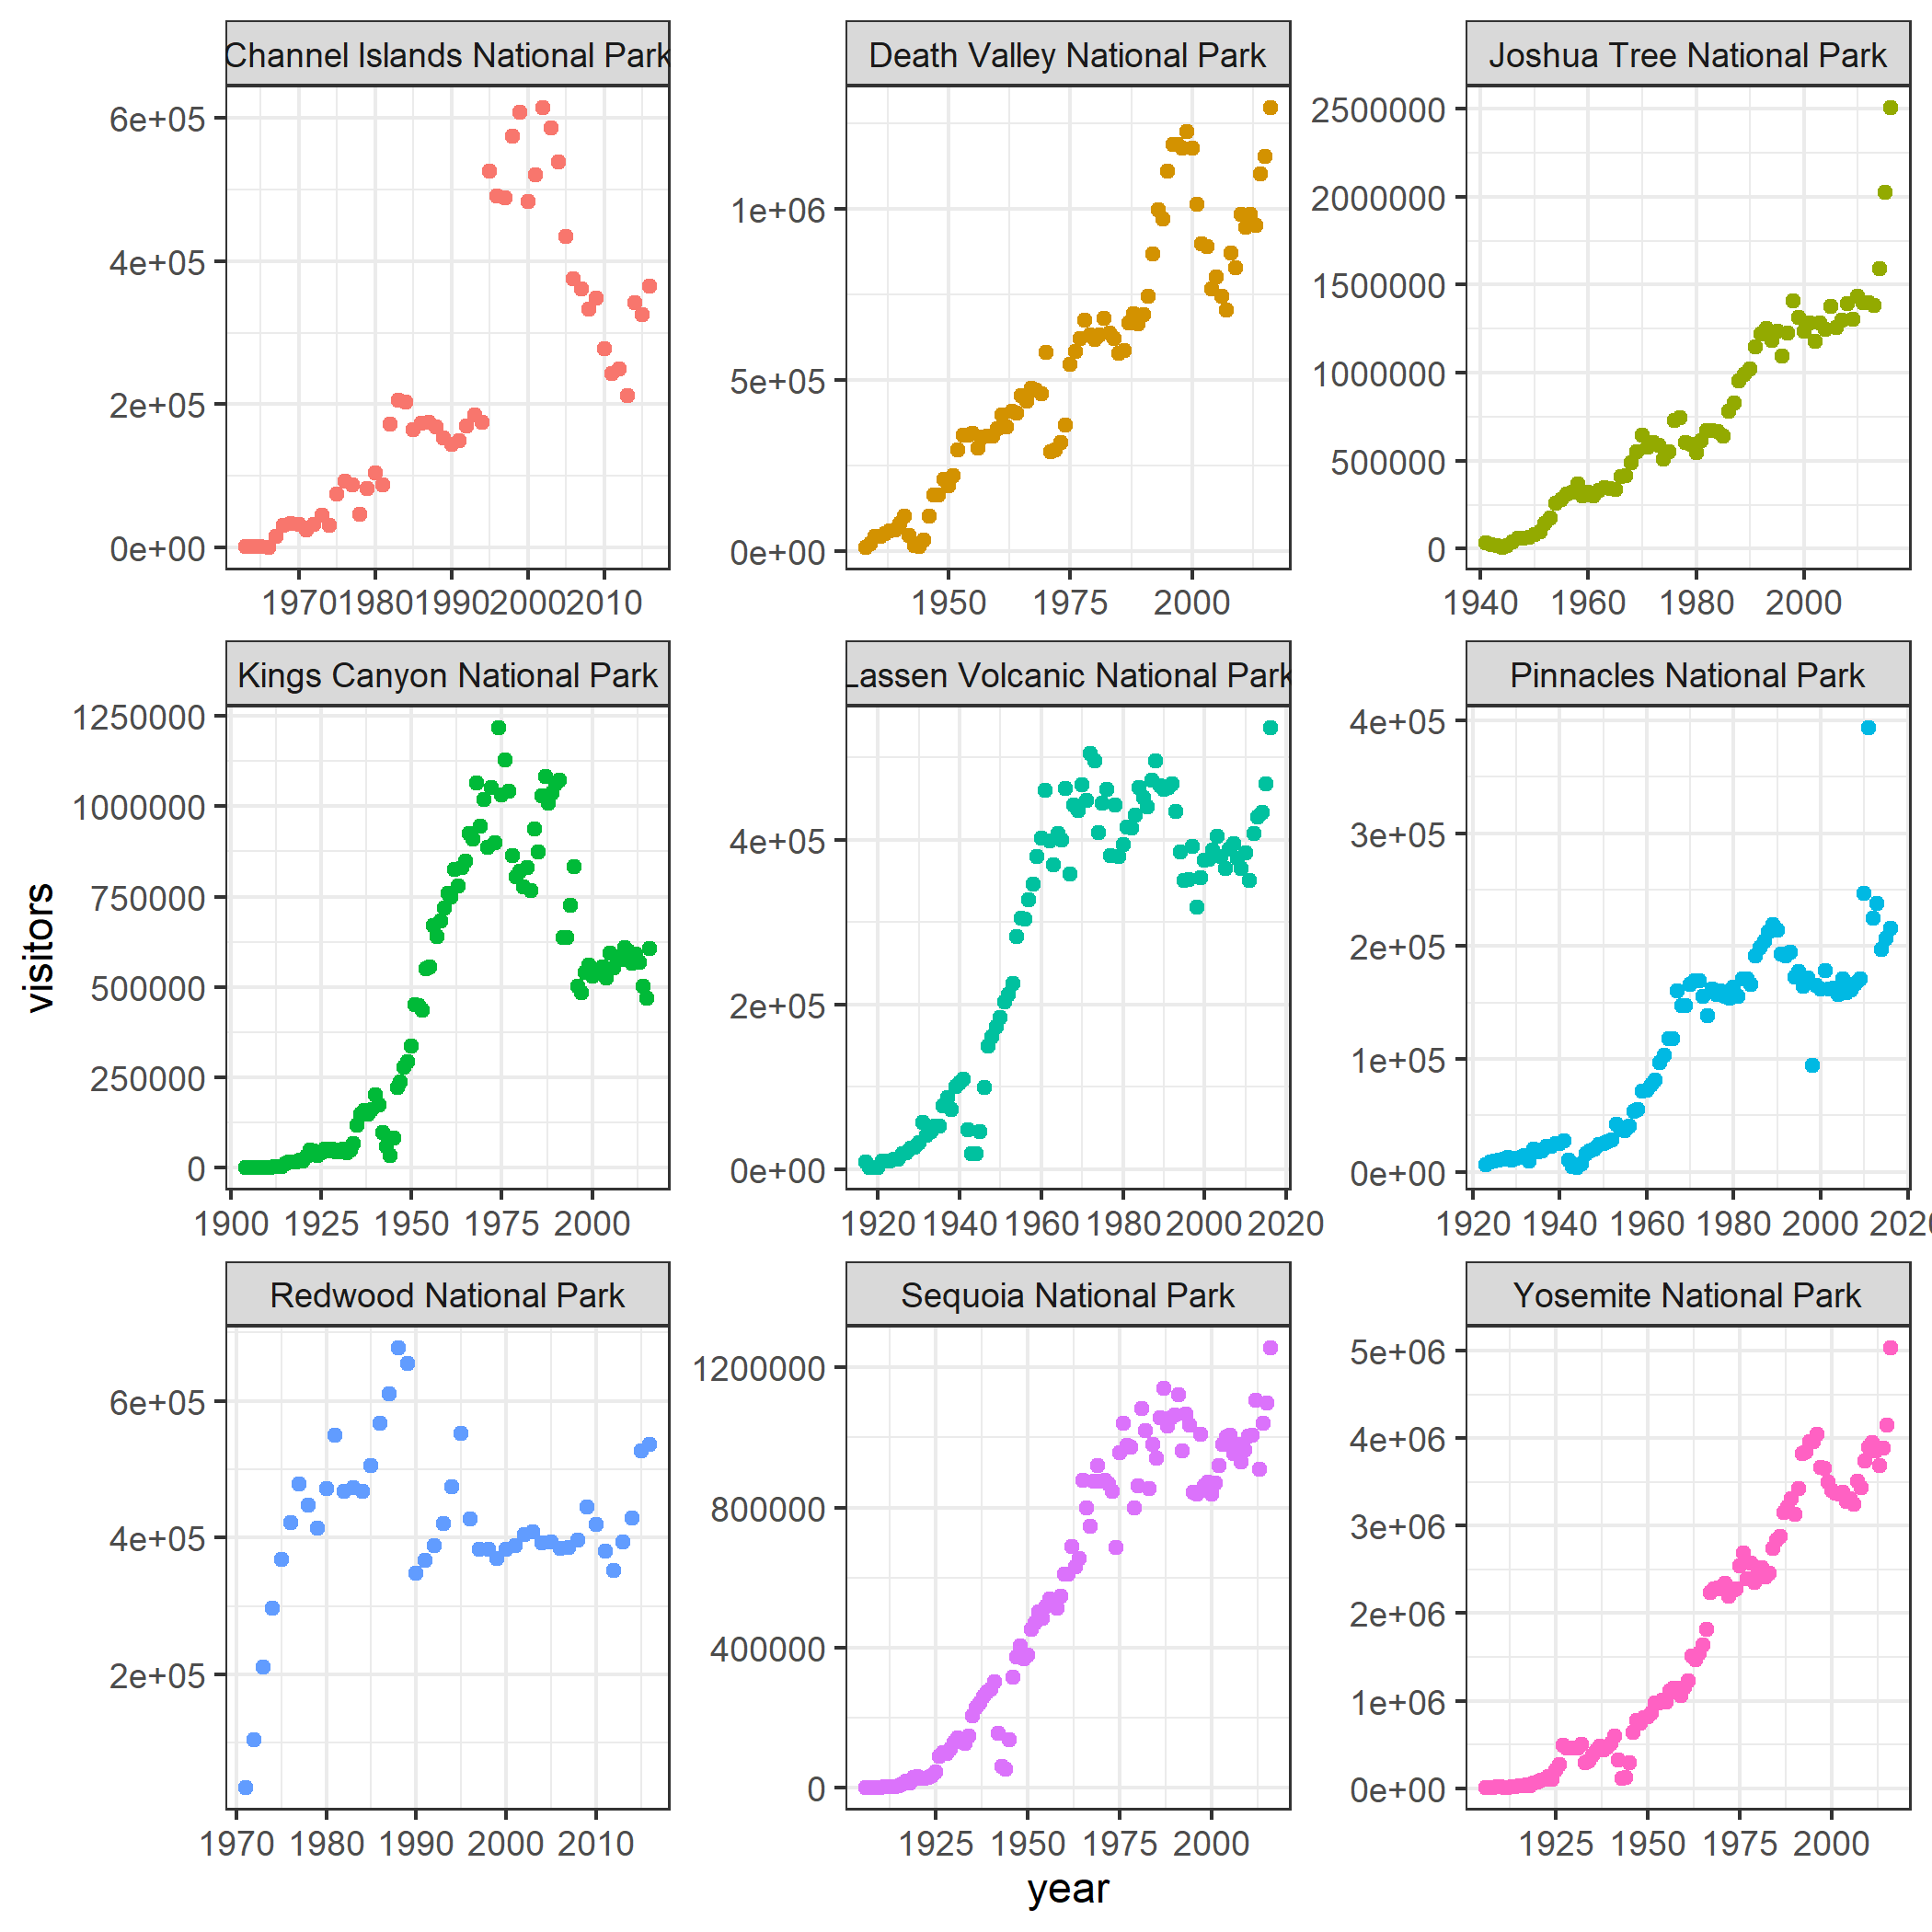 Channel Islands National Park
Death Valley National Park
Joshua Tree National Park
6e+05
4e+05
2e+05
0e+00
1970 1980 1990 2000 2010
1e+06
5e+05
0e+00
1950 1975 2000
2500000
2000000
1500000
1000000
500000
0
1940 1960 1980 2000
Kings Canyon National Park
Lassen Volcanic National Park
Pinnacles National Park
visitors
1250000
1000000
750000
500000
250000
0
1900 1925 1950 1975 2000
4e+05
2e+05
0e+00
1920 1940 1960 1980 2000 2020
4e+05
3e+05
2e+05
1e+05
0e+00
1920 1940 1960 1980 2000 2020
Redwood National Park
Sequoia National Park
Yosemite National Park
6e+05
4e+05
2e+05
1970 1980 1990 2000 2010
1200000
800000
400000
0
1925 1950 1975 2000
5e+06
4e+06
3e+06
2e+06
1e+06
0e+00
1925 1950 1975 2000
year